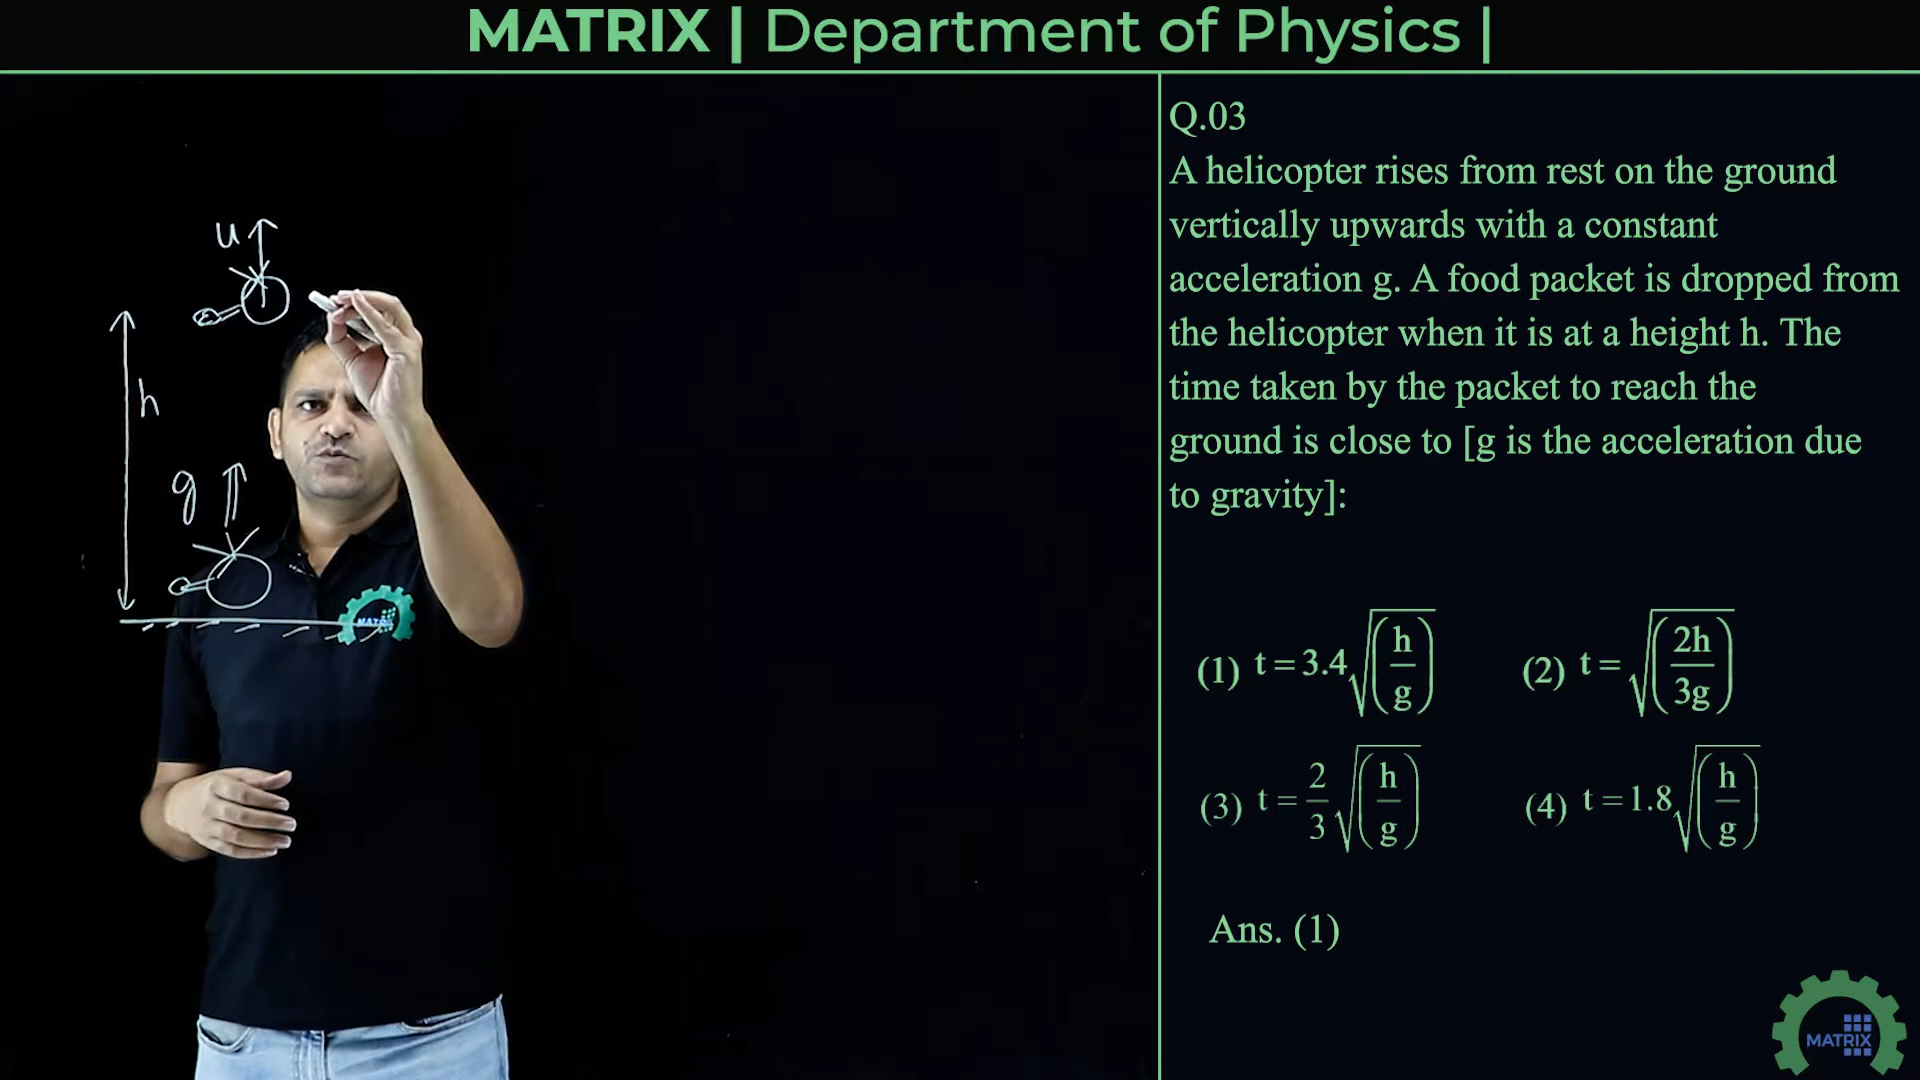 MATRIX | Department of Physics |
Q.03
A helicopter rises from rest on the ground
vertically upwards with a constant
acceleration g. A food packet is dropped from
the helicopter when it is at a height h. The
time taken by the packet to reach the
ground is close to [g is the acceleration due
to gravity]:
(1) t = 3.4√(h/g) (2) t = √(2h/3g)
(3) t = 2/3√(h/g) (4) t = 1.8√(h/g)
Ans. (1)
u
h
g
MATRIX
MATRIX